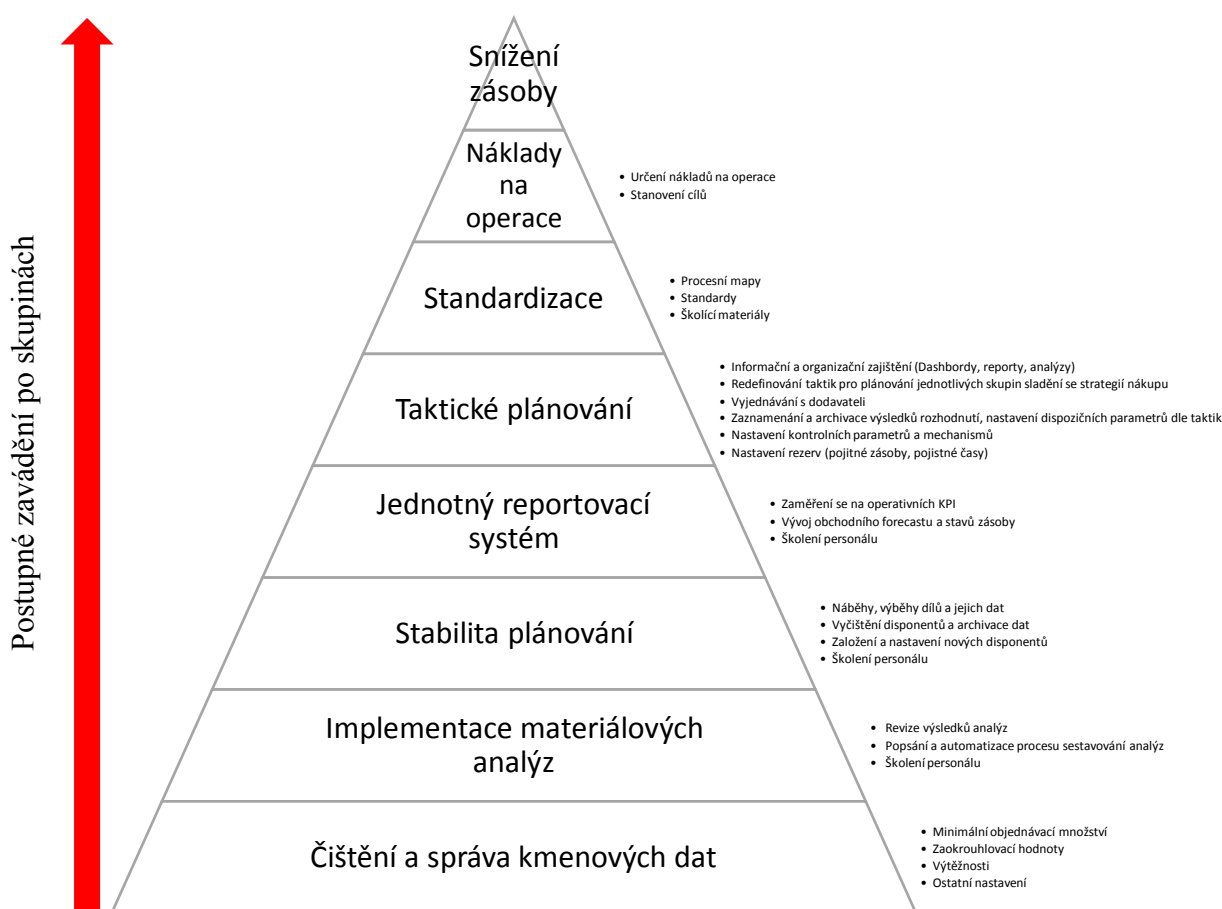 Postupné zavádění po skupinách
Snížení
zásoby
Náklady
na
operace
• Určení nákladů na operace
• Stanovení cílů
Standardizace
• Procesní mapy
• Standardy
• Školící materiály
Taktické plánování
• Informační a organizační zajištění (Dashbordy, reporty, analýzy)
• Redefinování taktik pro plánování jednotlivých skupin sladění se strategií nákupu
• Vyjednávání s dodavateli
• Zaznamenání a archivace výsledků rozhodnutí, nastavení dispozičních parametrů dle taktik
• Nastavení kontrolních parametrů a mechanismů
• Nastavení rezerv (pojitné zásoby, pojistné časy)
Jednotný reportovací
systém
• Zaměření se na operativních KPI
• Vývoj obchodního forecastu a stavů zásoby
• Školení personálu
Stabilita plánování
• Náběhy, výběhy dílů a jejich dat
• Vyčištění disponentů a archivace dat
• Založení a nastavení nových disponentů
• Školení personálu
Implementace materiálových
analýz
• Revize výsledků analýz
• Popsání a automatizace procesu sestavování analýz
• Školení personálu
Čištění a správa kmenových dat
• Minimální objednávací množství
• Zaokrouhlovací hodnoty
• Výtěžnosti
• Ostatní nastavení